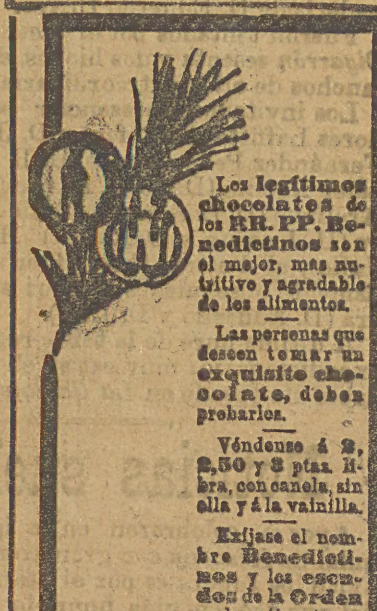 Los legítimos
chocolates de
los RR. PP. Be-
nedictinos son
el mejor, mas nu-
tritivo y agradable
de los alimentos.
Las personas que
deseen tomar un
exquisito cho-
colate, deben
probarlos.
Véndense á 2,
2,50 y 3 ptas. li-
bra, con canela, sin
ella y á la vainilla.
Exíjase el nom-
bre Benedicti-
nos y los escu-
dos de la Orden